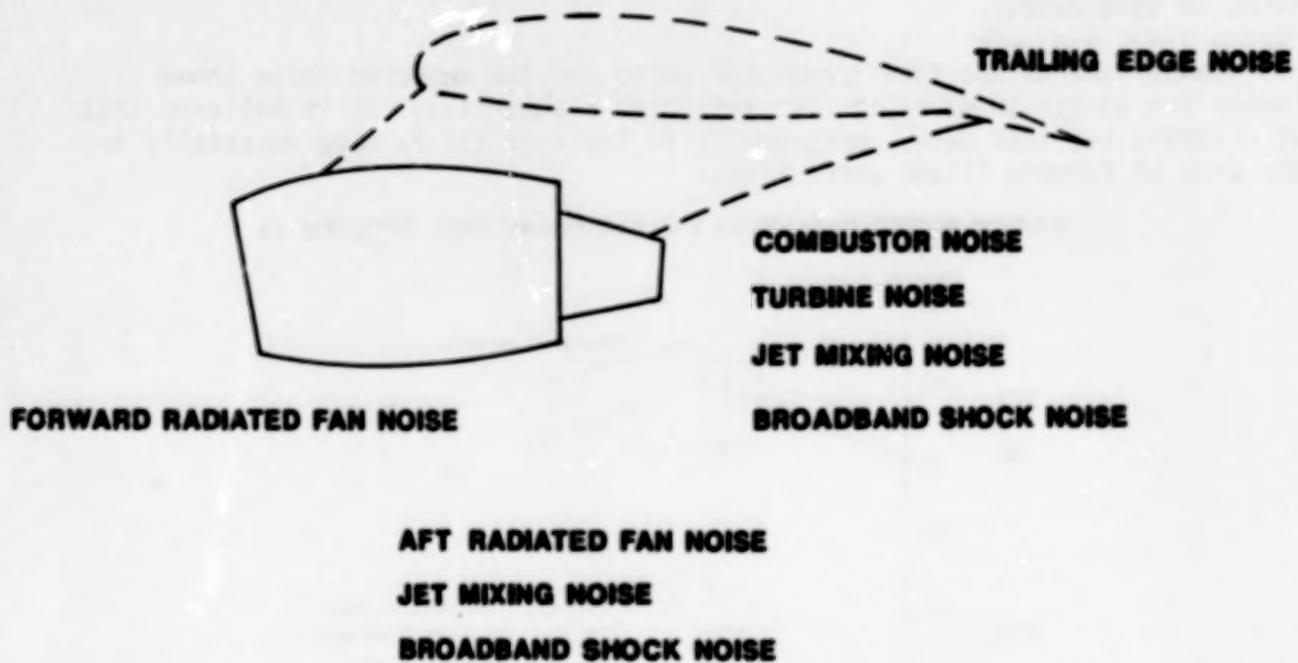 TRAILING EDGE NOISE
COMBUSTOR NOISE
TURBINE NOISE
JET MIXING NOISE
FORWARD RADIATED FAN NOISE
BROADBAND SHOCK NOISE
AFT RADIATED FAN NOISE
JET MIXING NOISE
BROADBAND SHOCK NOISE